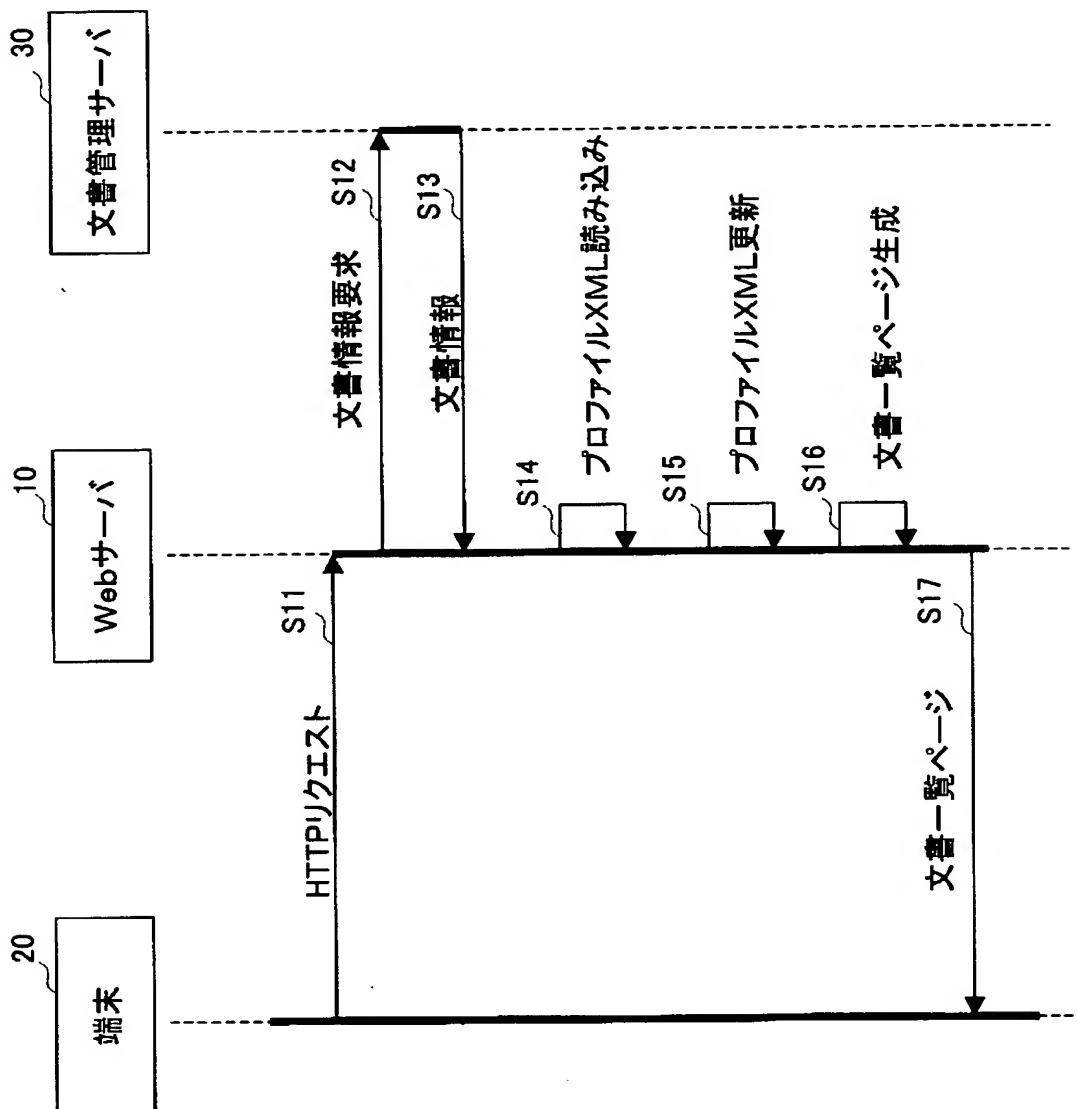 20
端末
10
Webサーバ
30
文書管理サーバ
HTTPリクエスト
S11
文書情報要求
S12
文書情報
S13
S14
プロファイルXML読み込み
S15
プロファイルXML更新
S16
文書一覧ページ生成
文書一覧ページ
S17